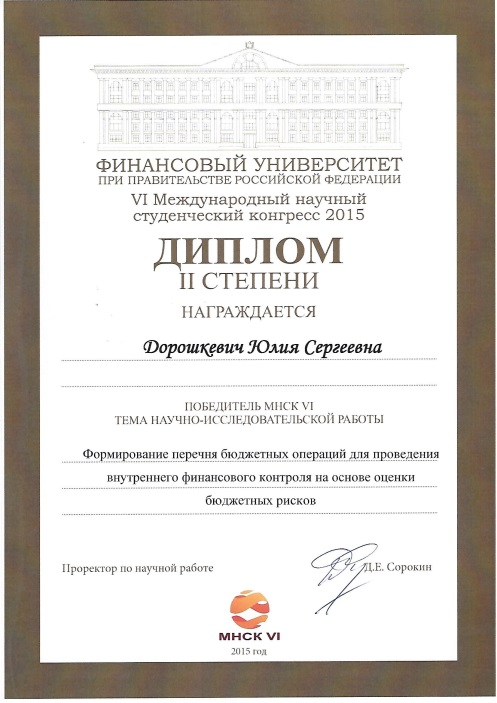 ФИНАНСОВЫЙ УНИВЕРСИТЕТ
ПРИ ПРАВИТЕЛЬСТВЕ РОССИЙСКОЙ ФЕДЕРАЦИИ
VI Международный научный
студенческий конгресс 2015
ДИПЛОМ
II СТЕПЕНИ
НАГРАЖДАЕТСЯ
Дорошкевич Юлия Сергеевна
ПОБЕДИТЕЛЬ МНСК VI
ТЕМА НАУЧНО-ИССЛЕДОВАТЕЛЬСКОЙ РАБОТЫ
Формирование перечня бюджетных операций для проведения
внутреннего финансового контроля на основе оценки
бюджетных рисков
Проректор по научной работе
Д.Е. Сорокин
МНСК VI
2015 год